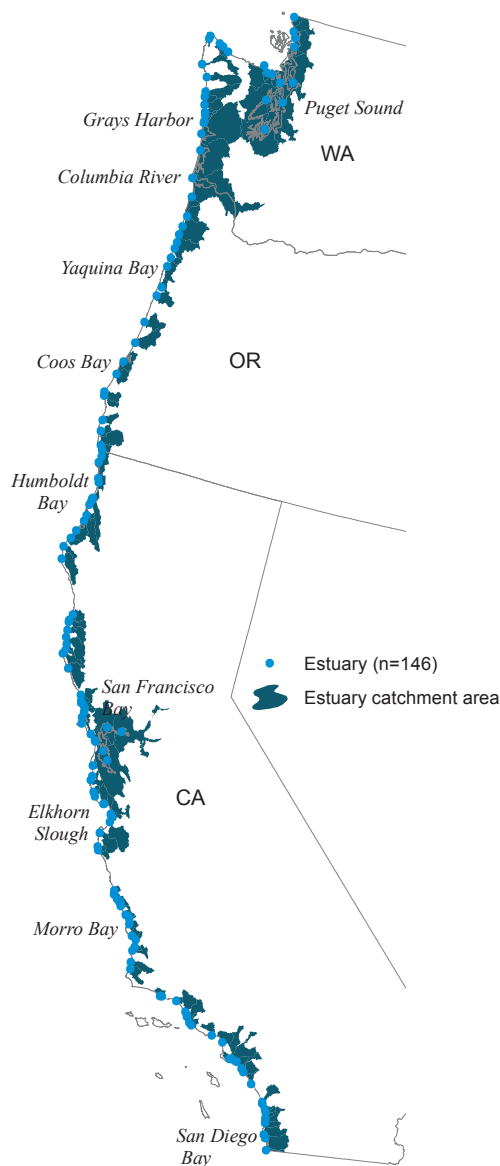 Puget Sound
Grays Harbor
WA
Columbia River
Yaquina Bay
Coos Bay
OR
Humboldt
Bay
Estuary (n=146)
San Francisco
Bay
Estuary catchment area
CA
Elkhorn
Slough
Morro Bay
San Diego
Bay